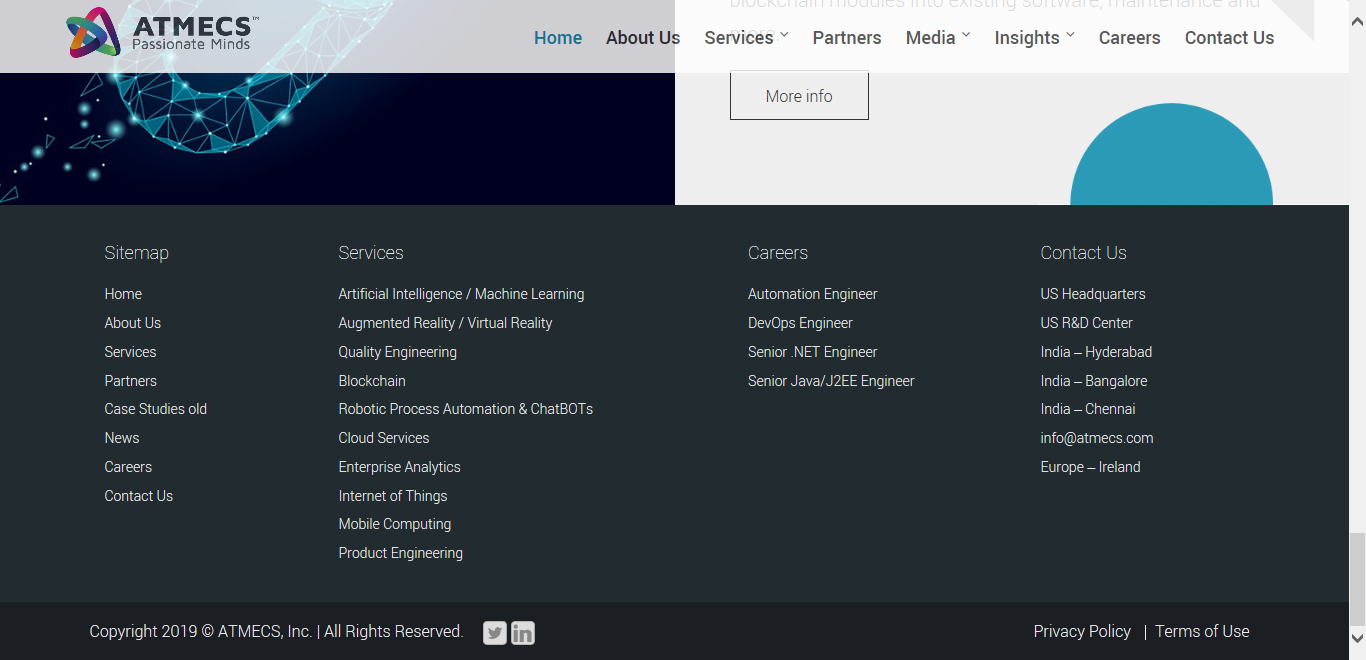 blockchain modules into existing software, maintenance and
more.
ATMECS™
Passionate Minds
Home About Us Services Partners Media Insights Careers Contact Us
More info
Sitemap
Home
About Us
Services
Partners
Case Studies old
News
Careers
Contact Us
Services
Artificial Intelligence / Machine Learning
Augmented Reality / Virtual Reality
Quality Engineering
Blockchain
Robotic Process Automation & ChatBOTs
Cloud Services
Enterprise Analytics
Internet of Things
Mobile Computing
Product Engineering
Careers
Automation Engineer
DevOps Engineer
Senior .NET Engineer
Senior Java/J2EE Engineer
Contact Us
US Headquarters
US R&D Center
India – Hyderabad
India – Bangalore
India – Chennai
info@atmecs.com
Europe – Ireland
Copyright 2019 © ATMECS, Inc. | All Rights Reserved.
in
Privacy Policy | Terms of Use